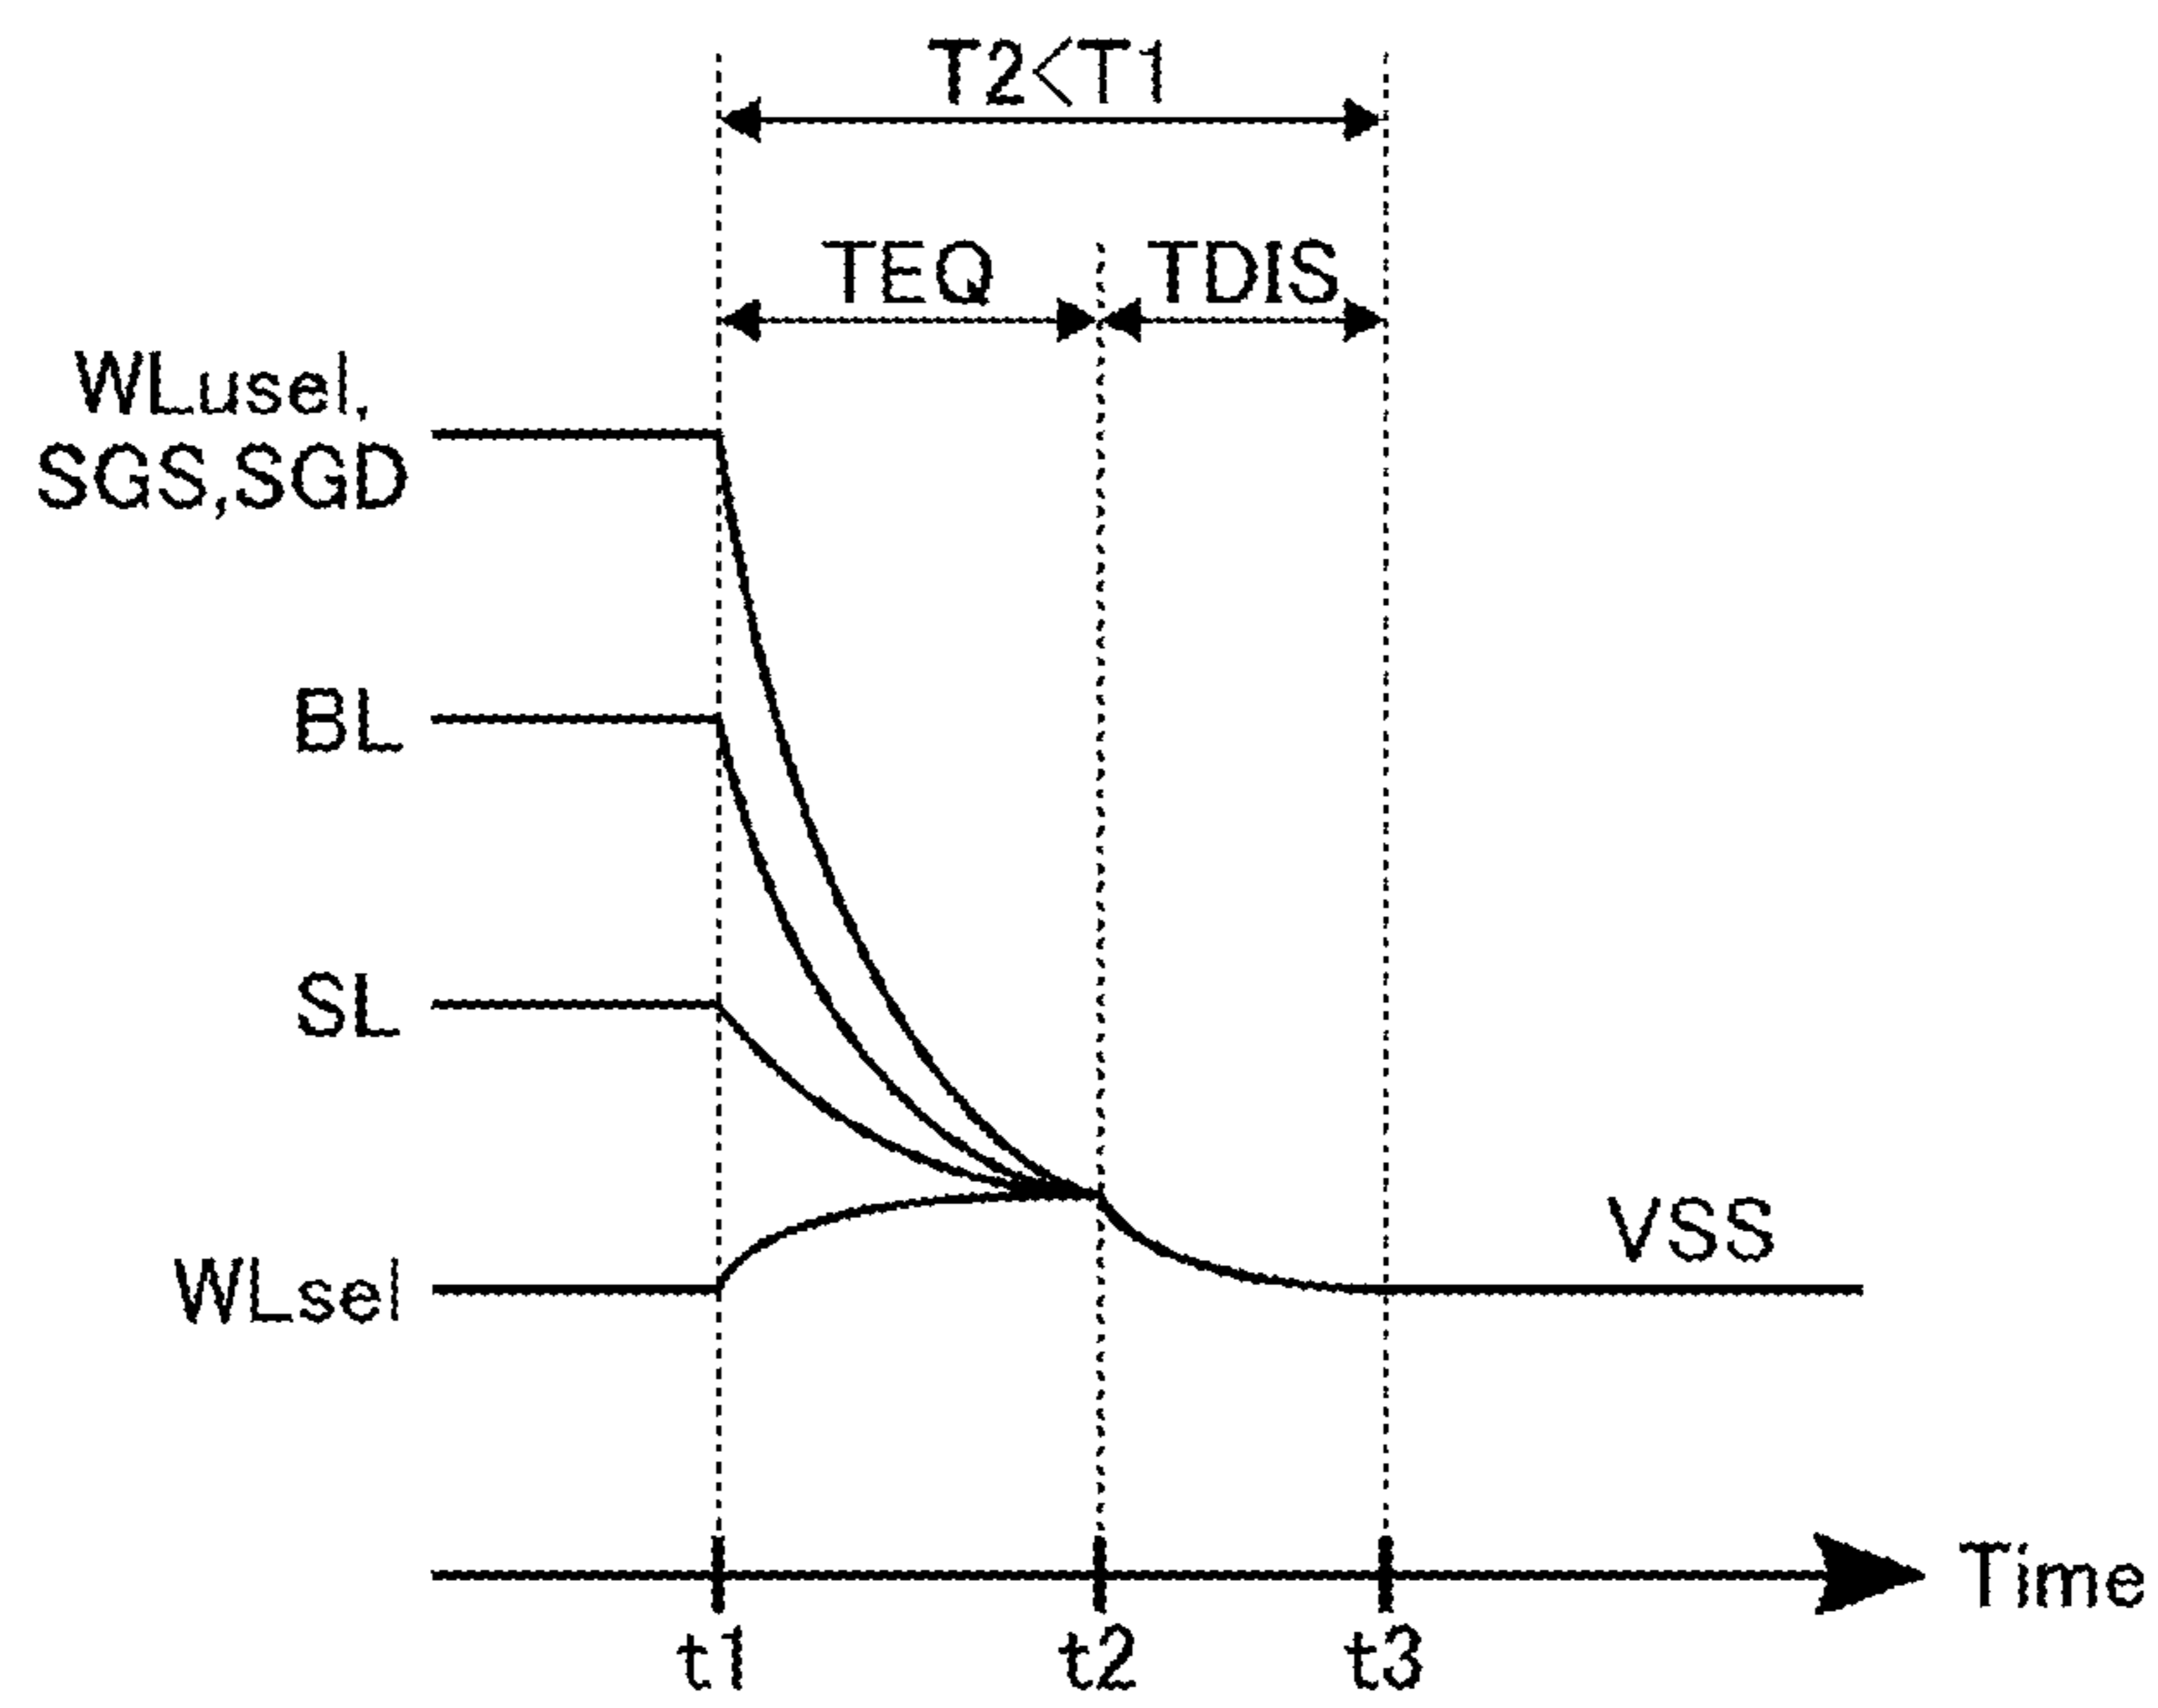 T2<T1
TEQ
TDIS
WLusel,
SGS,SGD
BL
SL
WLsel
VSS
Time
t1
t2
t3